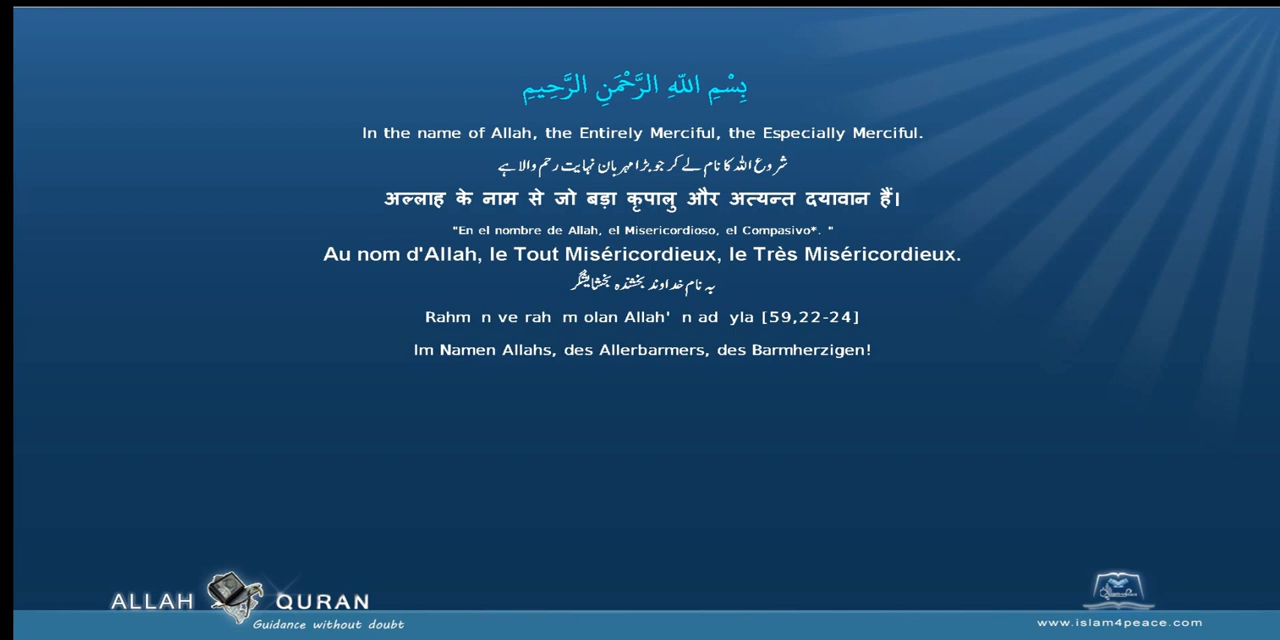 بِسْمِ اللَّهِ الرَّحْمَنِ الرَّحِيمِ
In the name of Allah, the Entirely Merciful, the Especially Merciful.
شروع اللہ کا نام لے کر جو بڑا مہربان نہایت رحم والا ہے
अल्लाह के नाम से जो बड़ा कृपालु और अत्यन्त दयावान हैं।
"En el nombre de Allah, el Misericordioso, el Compasivo*. "
Au nom d'Allah, le Tout Miséricordieux, le Très Miséricordieux.
به نام خداوند بخشنده بخشایشگر
Rahm n ve rah m olan Allah' n ad yla [59,22-24]
Im Namen Allahs, des Allerbarmers, des Barmherzigen!
ALLAH QURAN
Guidance without doubt
www.islam4peace.com